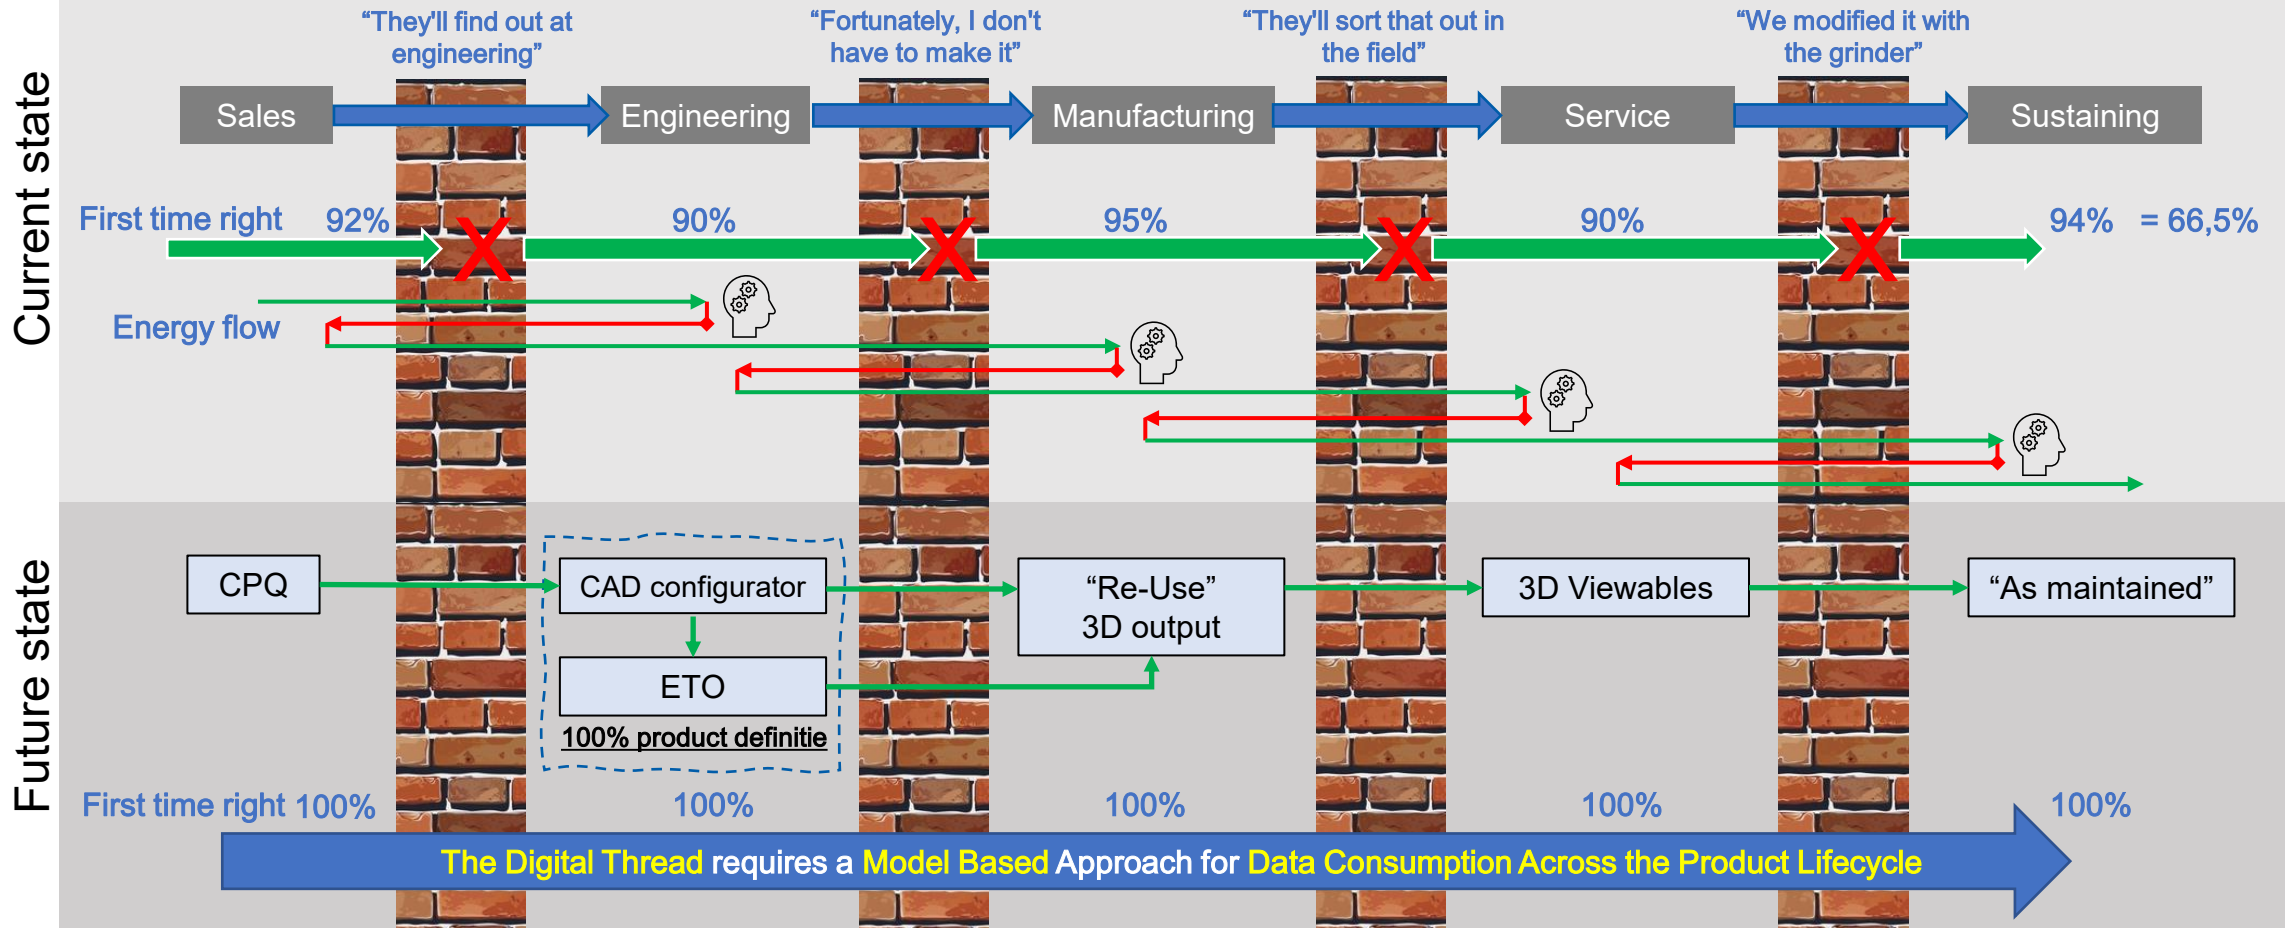 Current state
“They'll find out at
engineering”
“Fortunately, I don't
have to make it”
“They'll sort that out in
the field”
“We modified it with
the grinder”
Sales
Engineering
Manufacturing
Service
Sustaining
First time right 92% 90% 95% 90% 94% = 66,5%
Energy flow
Future state
CPQ
CAD configurator
“Re-Use”
3D output
3D Viewables
“As maintained”
ETO
100% product definitie
First time right 100% 100% 100% 100% 100%
The Digital Thread requires a Model Based Approach for Data Consumption Across the Product Lifecycle